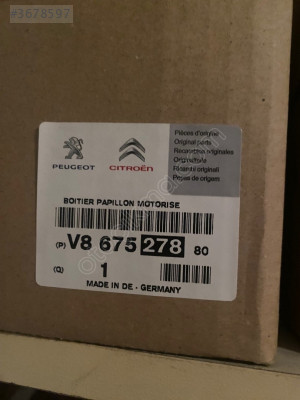 #3678597
PEUGEOT
CITROËN
Pièces d'origine
Original parts
Recambios originales
Originalteile
Ricambi originali
Peças de origem
BOITIER PAPILLON MOTORISE
(P) V8 675 278 80
(Q) 1
MADE IN DE - GERMANY